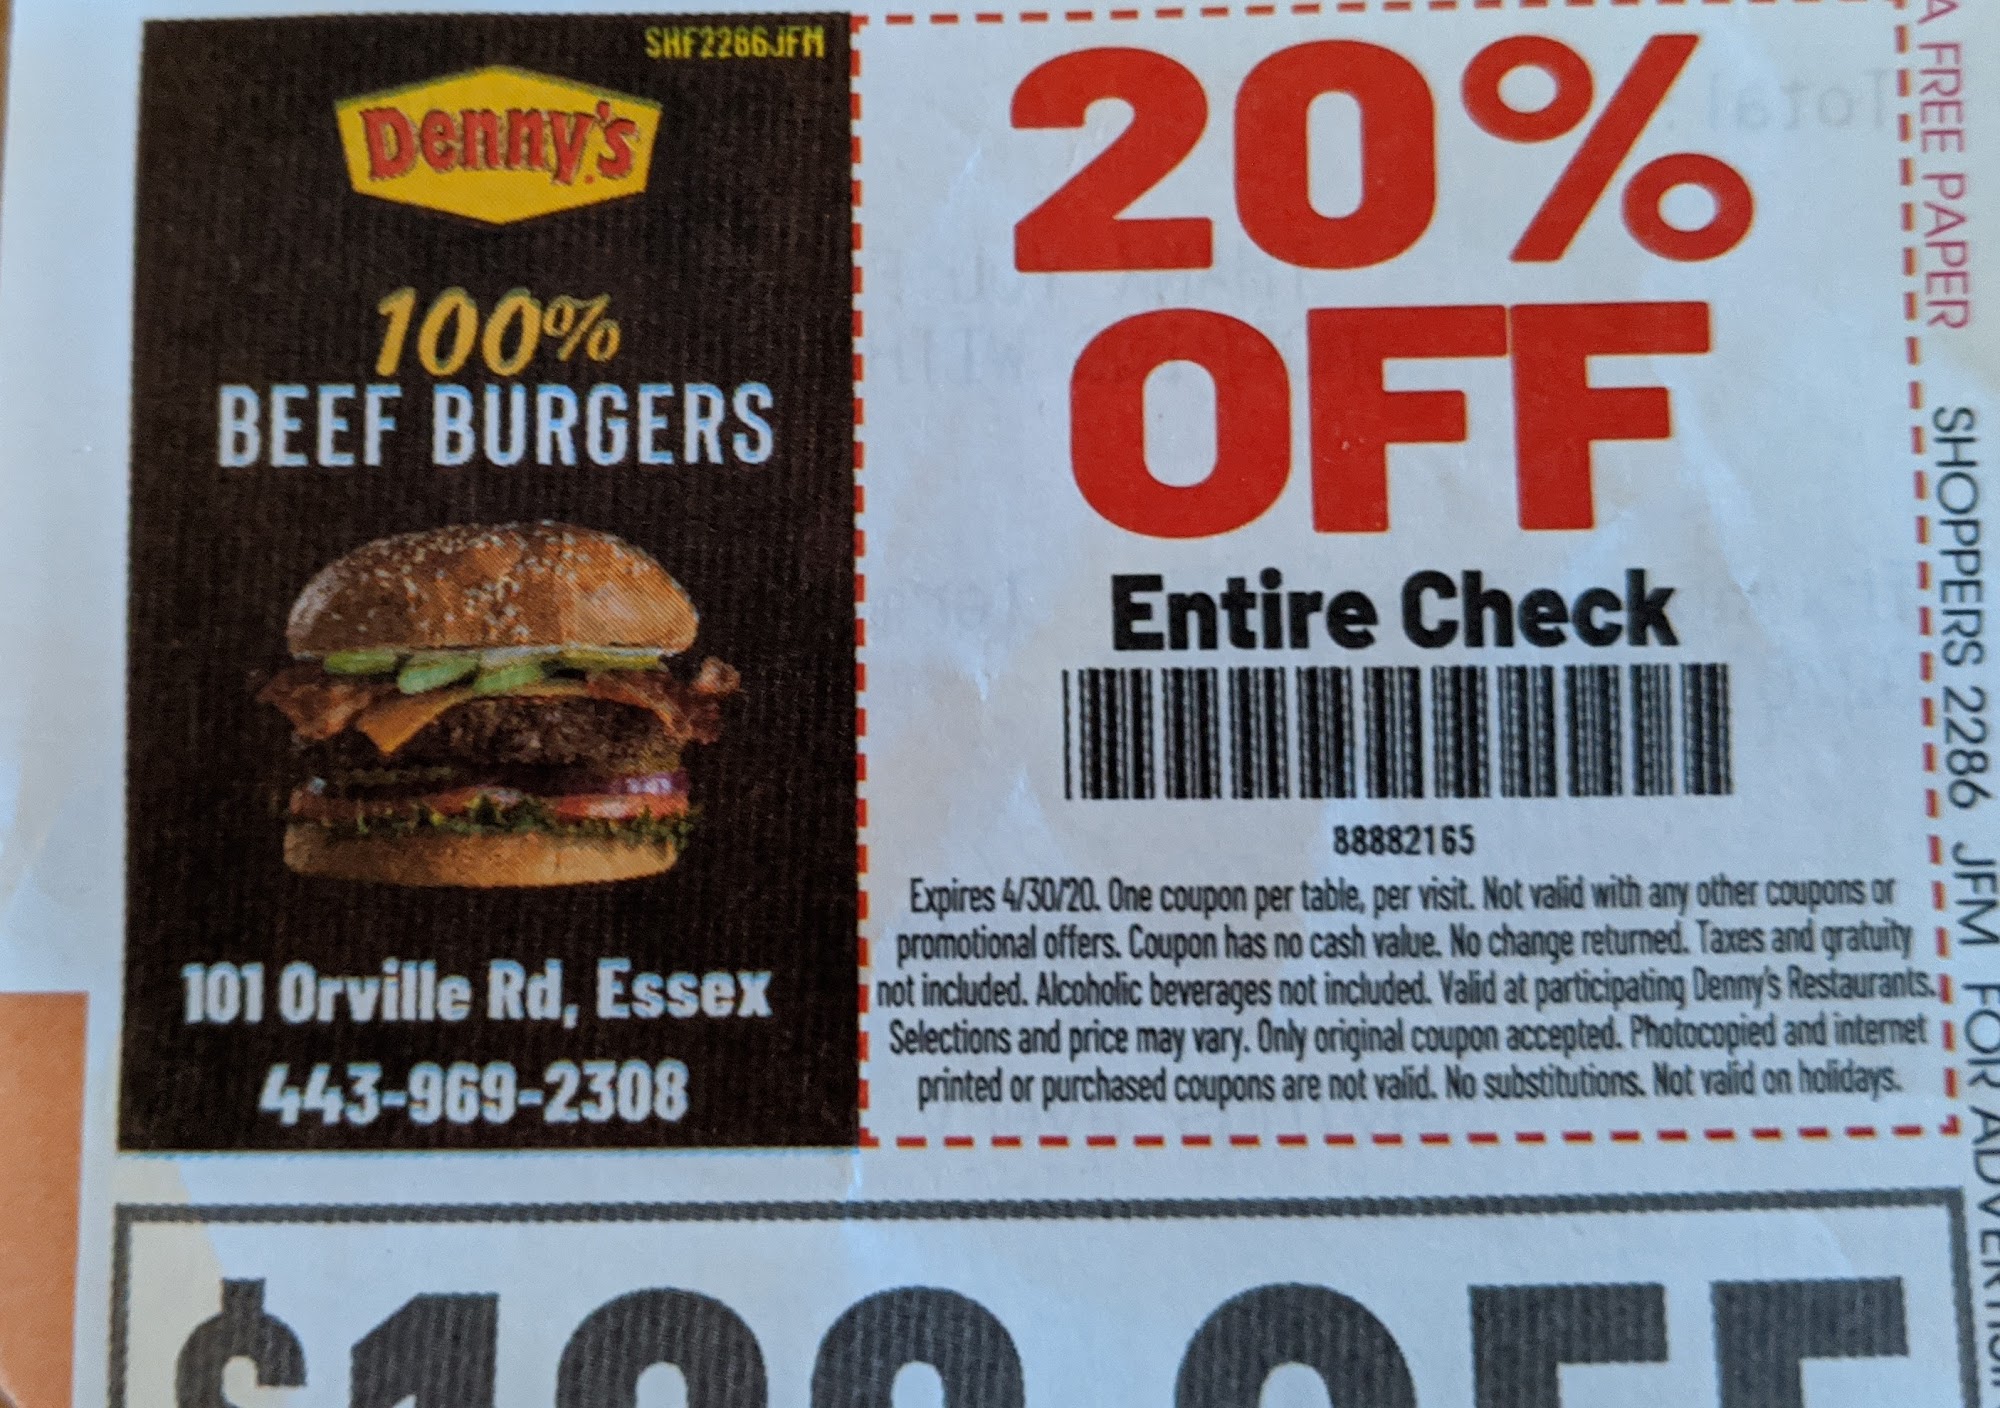 SHF2286JFM
Denny's
100%
BEEF BURGERS
101 Orville Rd, Essex
443-969-2308
20%
OFF
Entire Check
88882165
Expires 4/30/20. One coupon per table, per visit. Not valid with any other coupons or
promotional offers. Coupon has no cash value. No change returned. Taxes and gratuity
not included. Alcoholic beverages not included. Valid at participating Denny's Restaurants.
Selections and price may vary. Only original coupon accepted. Photocopied and internet
printed or purchased coupons are not valid. No substitutions. Not valid on holidays.
A FREE PAPER SHOPPERS 2286 JFM FOR
$100 OFF
Total